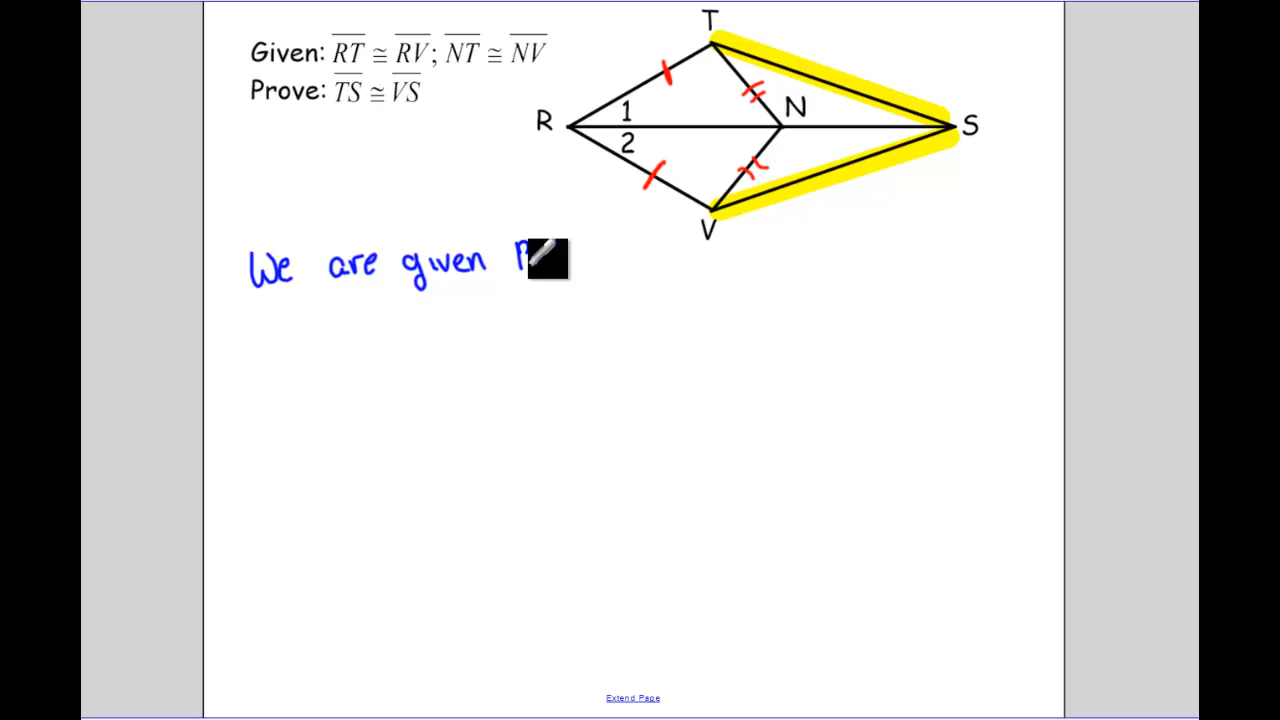 Given: RT ≅ RV; NT ≅ NV
Prove: TS ≅ VS
T
R
1
2
N
S
V
We are given
Extend Page